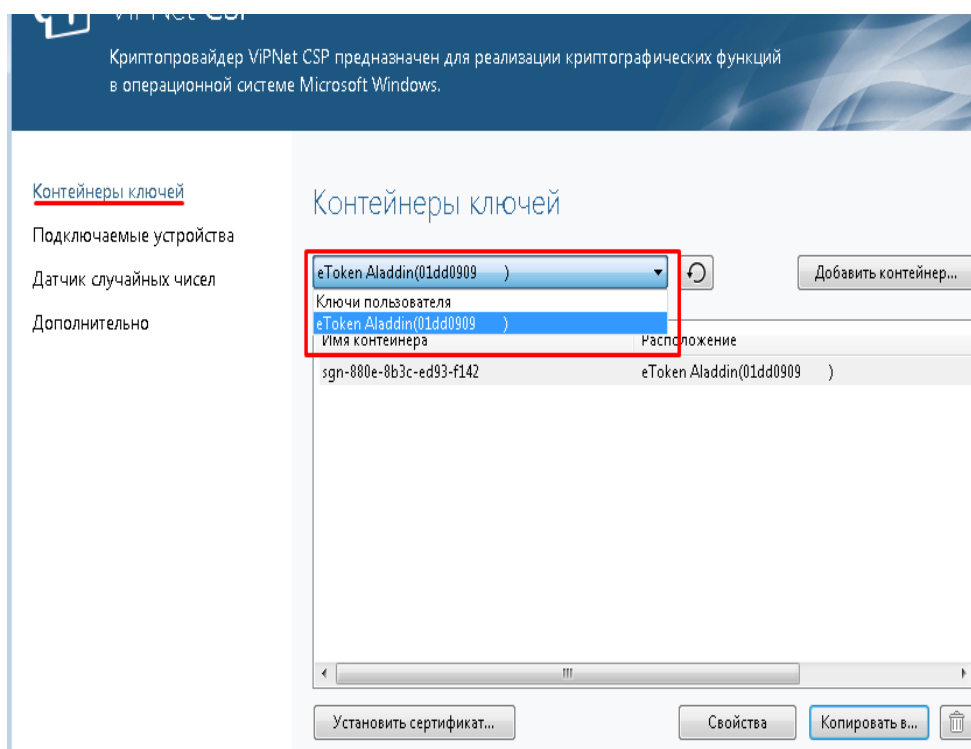 ViPNet CSP
Криптопровайдер ViPNet CSP предназначен для реализации криптографических функций
в операционной системе Microsoft Windows.
Контейнеры ключей
Подключаемые устройства
Датчик случайных чисел
Дополнительно
Контейнеры ключей
eToken Aladdin(01dd0909 )
Добавить контейнер...
Ключи пользователя
eToken Aladdin(01dd0909 )
Имя контейнера Расположение
sgn-880e-8b3c-ed93-f142 eToken Aladdin(01dd0909 )
Установить сертификат... Свойства Копировать в...